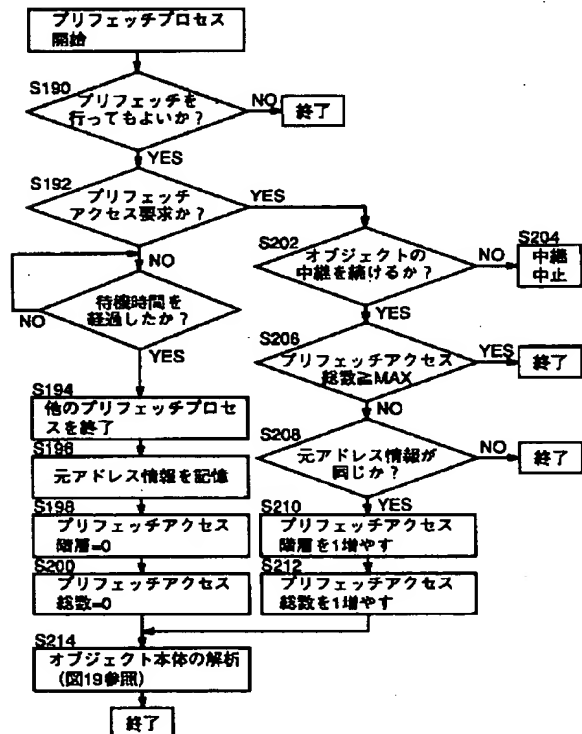 プリフェッチプロセス
開始
S190
プリフェッチを
行ってもよいか？
NO
終了
YES
S192
プリフェッチ
アクセス要求か？
YES
NO
待機時間を
経過したか？
NO
YES
S194
他のプリフェッチプロセ
スを終了
S196
元アドレス情報を記憶
S198
プリフェッチアクセス
階層=0
S200
プリフェッチアクセス
総数=0
S202
オブジェクトの
中継を続けるか？
NO
S204
中継
中止
YES
S206
プリフェッチアクセス
総数≧MAX
YES
終了
NO
S208
元アドレス情報が
同じか？
NO
終了
YES
S210
プリフェッチアクセス
階層を1増やす
S212
プリフェッチアクセス
総数を1増やす
S214
オブジェクト本体の解析
(図19参照)
終了